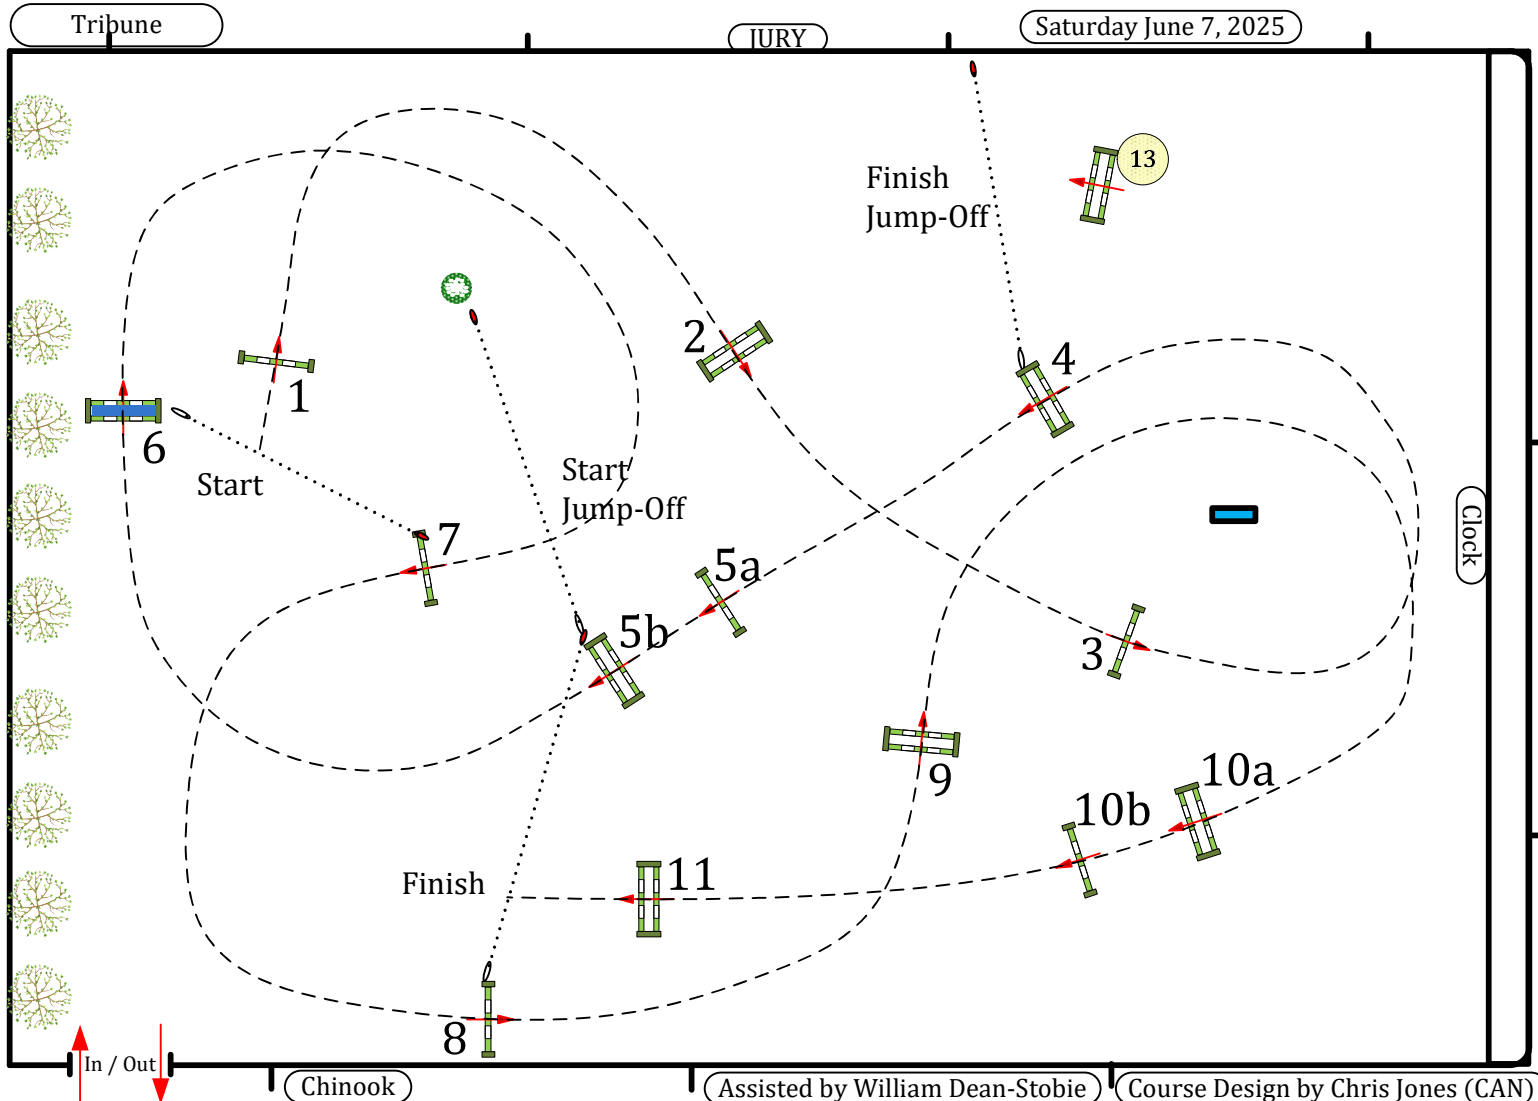 Tribune
JURY
Saturday June 7, 2025
13
Finish
Jump-Off
2
4
1
6
Start
Start
Jump-Off
7
Clock
5a
5b
3
9
10a
10b
11
Finish
8
In / Out
Chinook
Assisted by William Dean-Stobie
Course Design by Chris Jones (CAN)